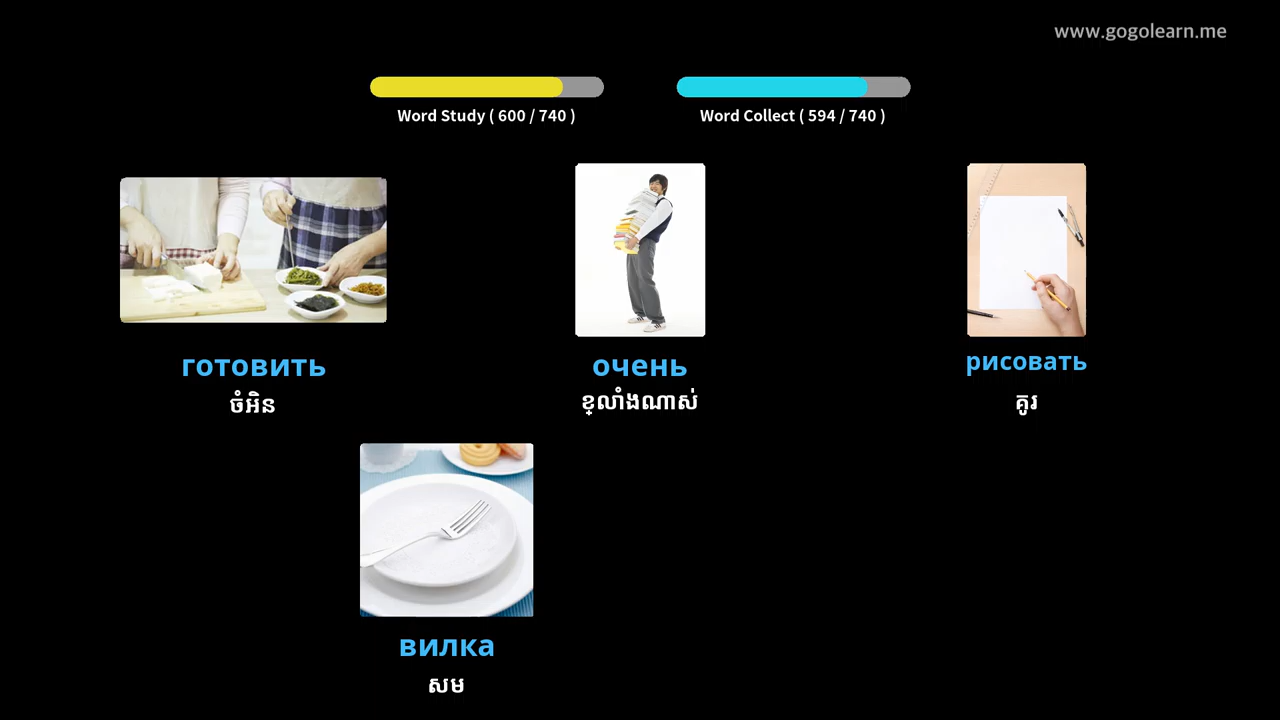 www.gogolearn.me
Word Study ( 600 / 740 )
Word Collect ( 594 / 740 )
готовить
ចំអិន
очень
ខ្លាំងណាស់
рисовать
គូរ
вилка
សម